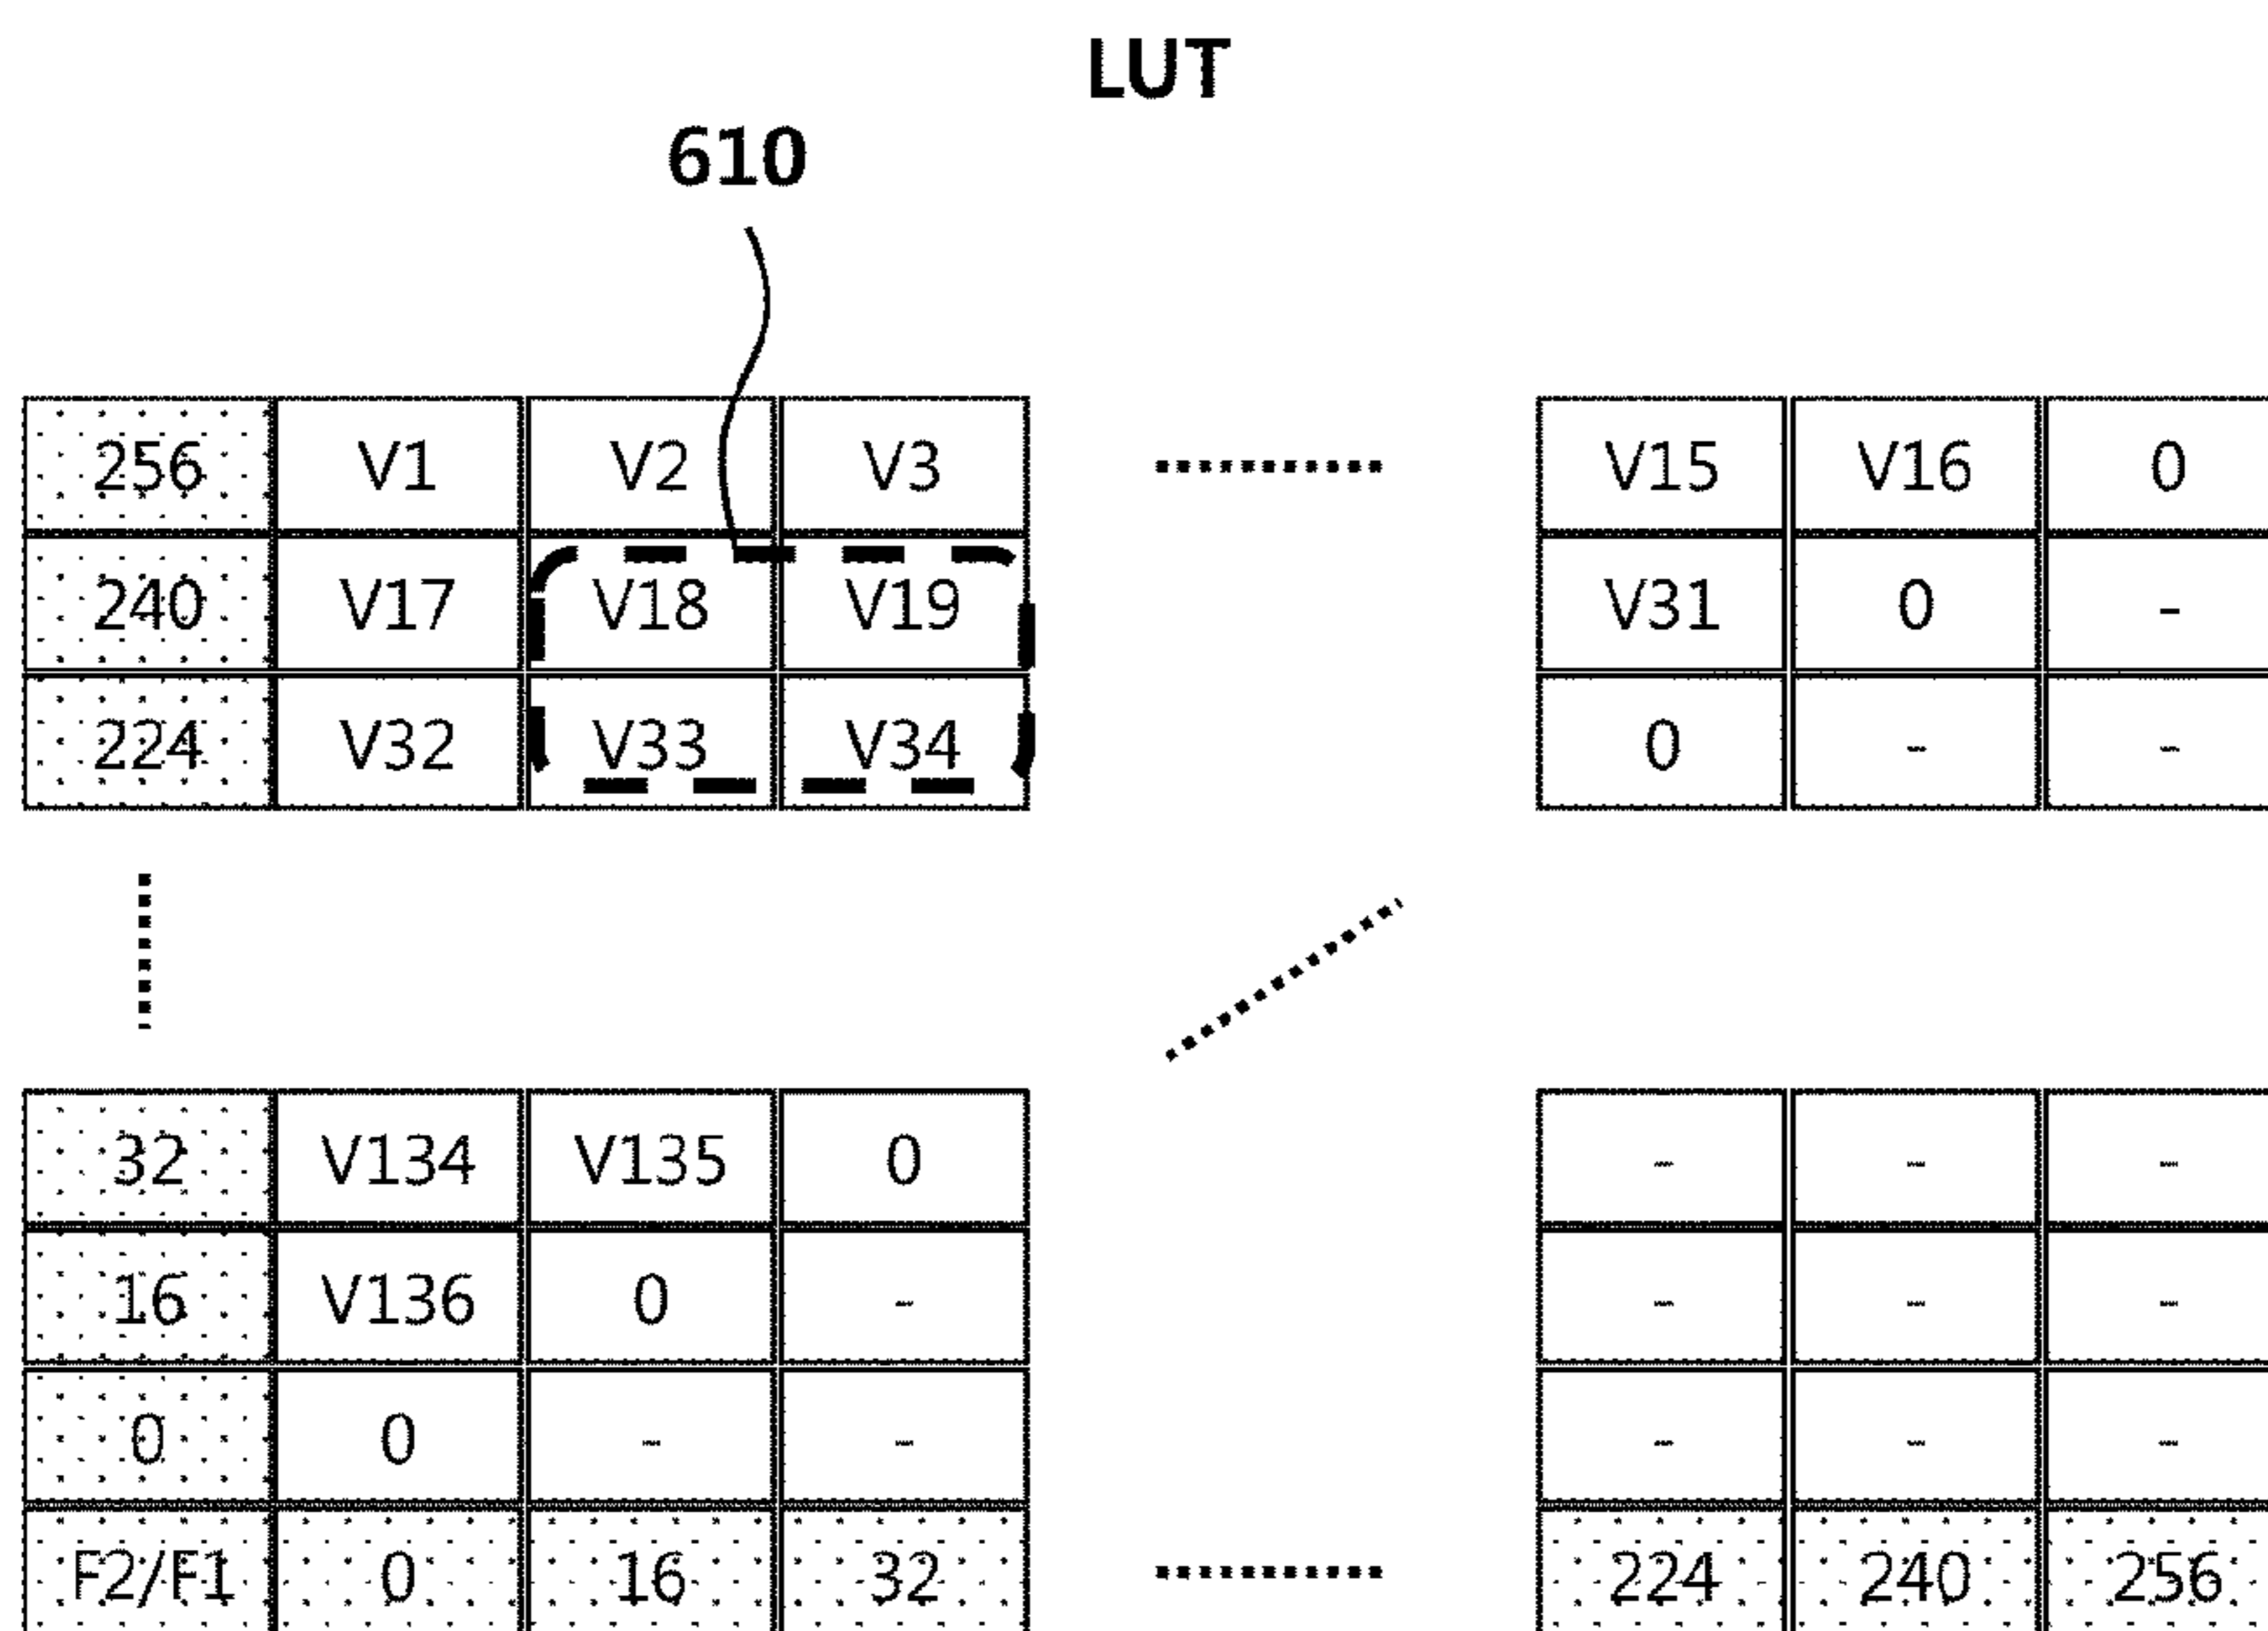 LUT
610
256 V1 V2 V3 V15 V16 0
240 V17 V18 V19 V31 0 -
224 V32 V33 V34 0 - -
32 V134 V135 0 - - -
16 V136 0 - - - -
0 0 - - - - -
F2/F1 0 16 32 224 240 256